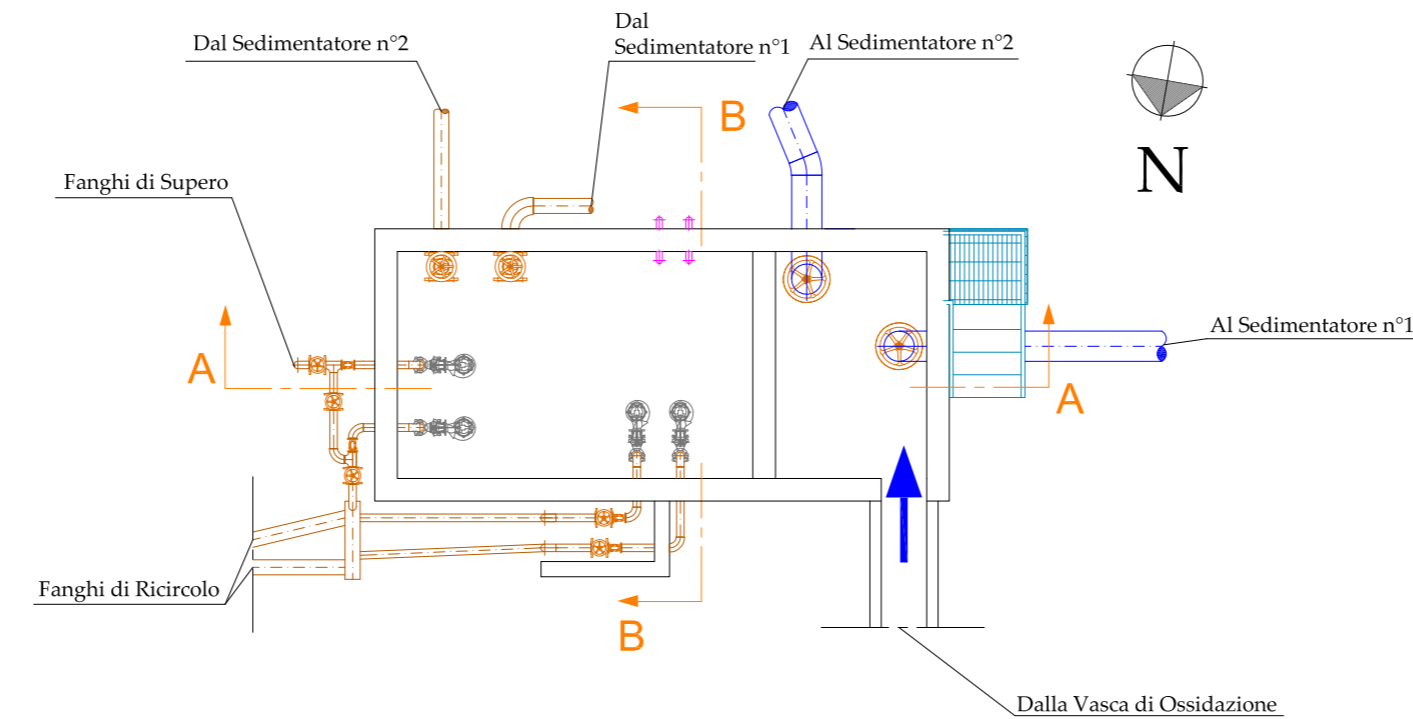 Dal
Dal Sedimentatore n°2
Sedimentatore n°1
Al Sedimentatore n°2
B
N
Fanghi di Supero
Al Sedimentatore n°1
A
A
Fanghi di Ricircolo
B
Dalla Vasca di Ossidazione